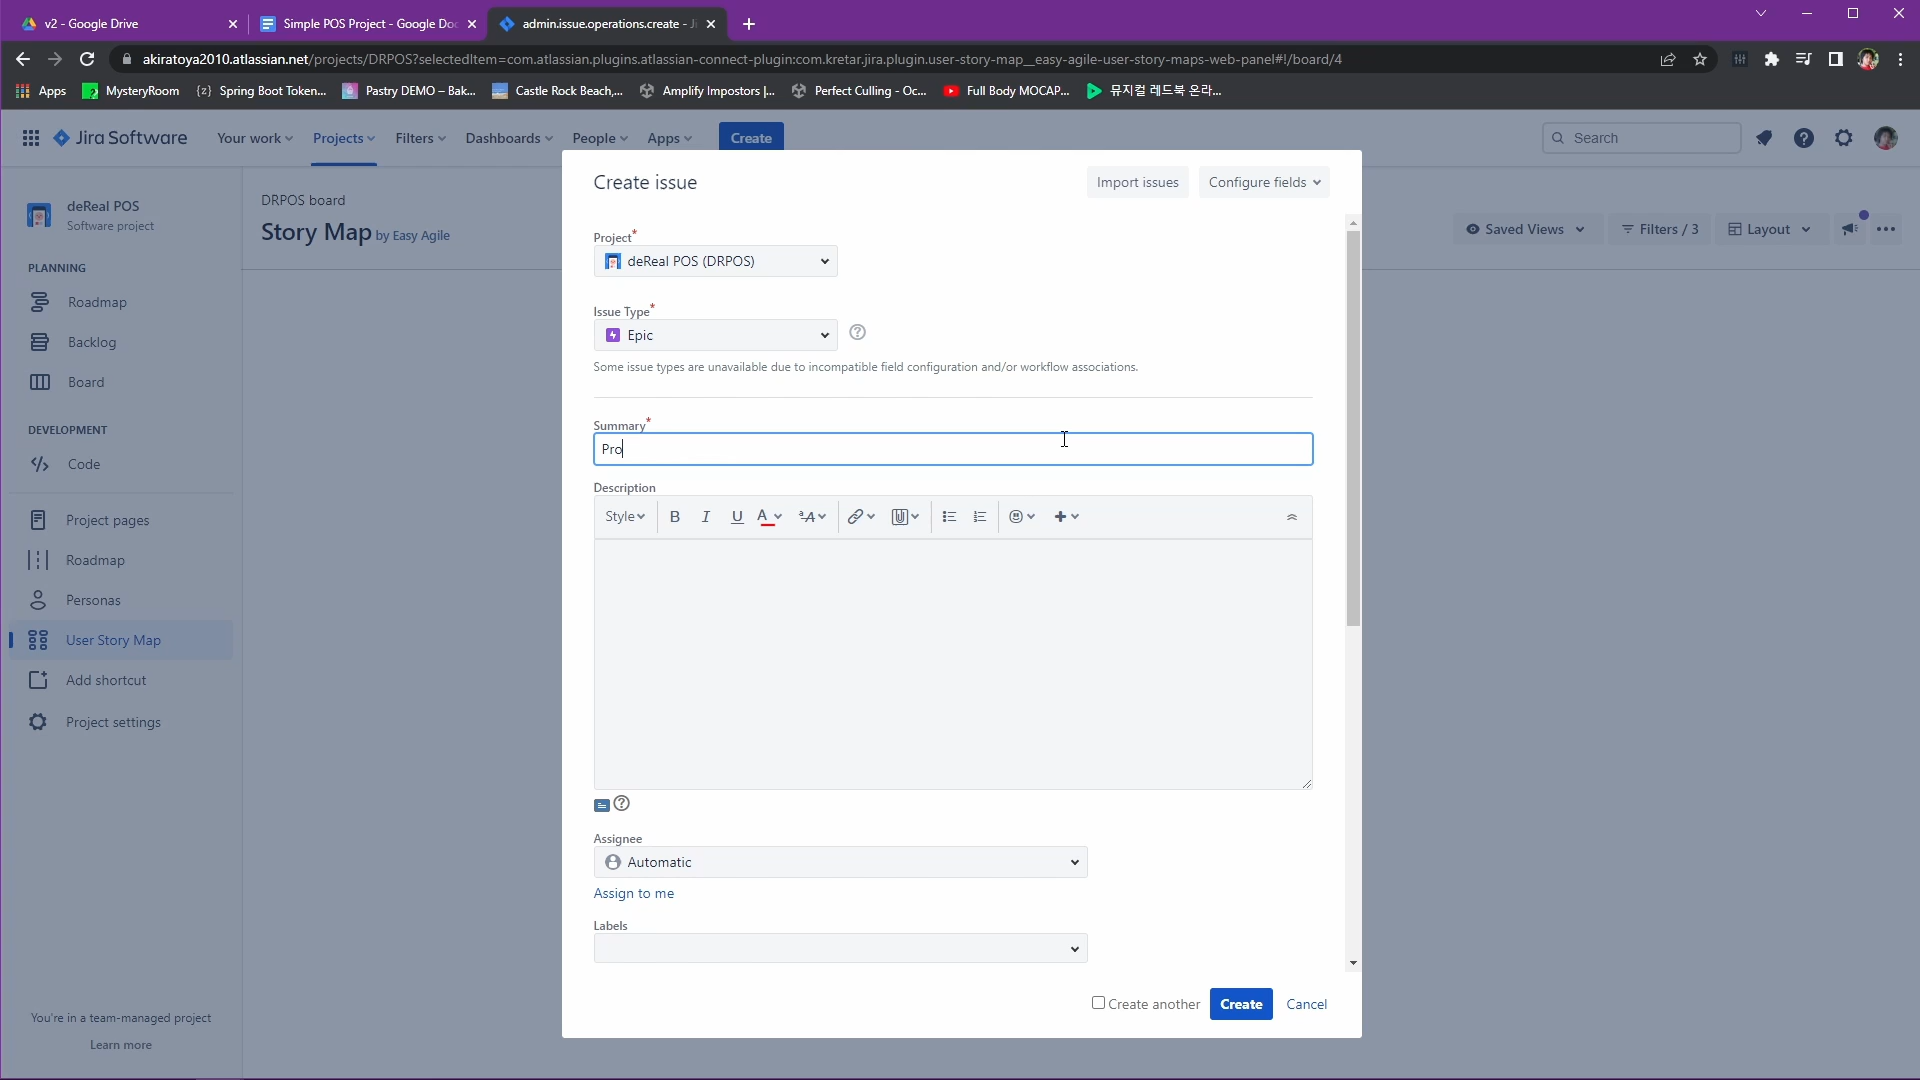 v2 - Google Drive
Simple POS Project - Google Doc
admin.issue.operations.create - Ji
akiratoya2010.atlassian.net/projects/DRPOS?selectedItem=com.atlassian.plugins.atlassian-connect-plugin:com.kretar.jira.plugin.user-story-map__easy-agile-user-story-maps-web-panel#!/board/4
Apps
MysteryRoom
Spring Boot Token...
Pastry DEMO – Bak...
Castle Rock Beach,...
Amplify Impostors |...
Perfect Culling - Oc...
Full Body MOCAP...
뮤지컬 레드북 온라...
Jira Software
Your work
Projects
Filters
Dashboards
People
Apps
Create
Search
deReal POS
Software project
PLANNING
Roadmap
Backlog
Board
DEVELOPMENT
Code
Project pages
Roadmap
Personas
User Story Map
Add shortcut
Project settings
You're in a team-managed project
Learn more
DRPOS board
Story Map by Easy Agile
Saved Views
Filters / 3
Layout
Create issue
Import issues
Configure fields
Project*
deReal POS (DRPOS)
Issue Type*
Epic
Some issue types are unavailable due to incompatible field configuration and/or workflow associations.
Summary*
Pro
Description
Style
B I U A A
Assignee
Automatic
Assign to me
Labels
Create another
Create
Cancel